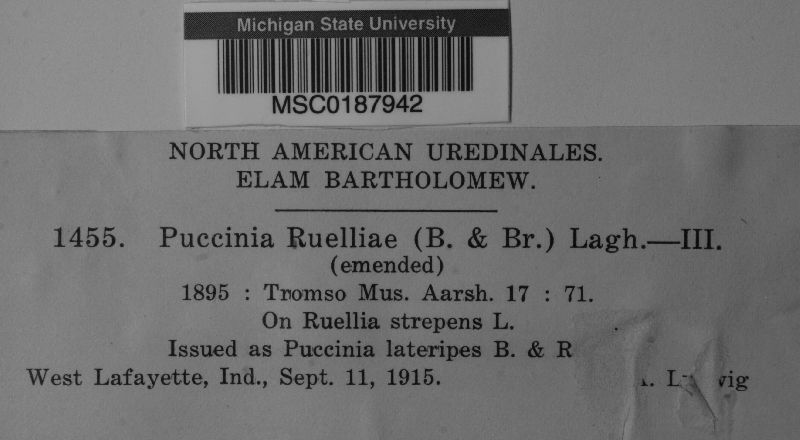 Michigan State University
MSC0187942
NORTH AMERICAN UREDINALES.
ELAM BARTHOLOMEW.
1455. Puccinia Ruelliae (B. & Br.) Lagh.—III.
(emended)
1895 : Tromso Mus. Aarsh. 17 : 71.
On Ruellia strepens L.
Issued as Puccinia lateripes B. & R
West Lafayette, Ind., Sept. 11, 1915.